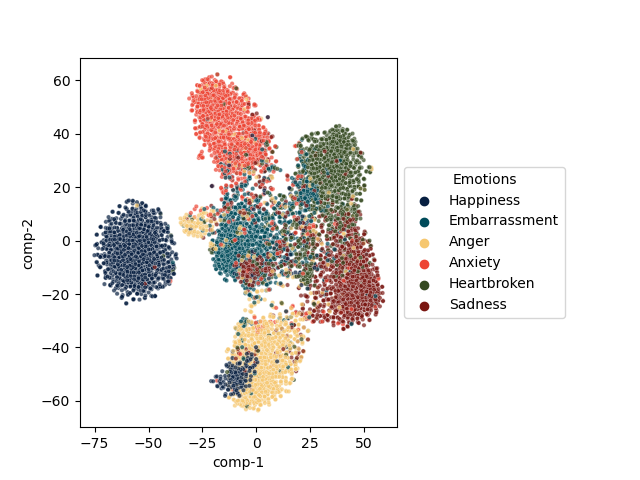 60
40
20
0
−20
−40
−60
comp-2
−75
−50
−25
0
25
50
comp-1
Emotions
Happiness
Embarrassment
Anger
Anxiety
Heartbroken
Sadness